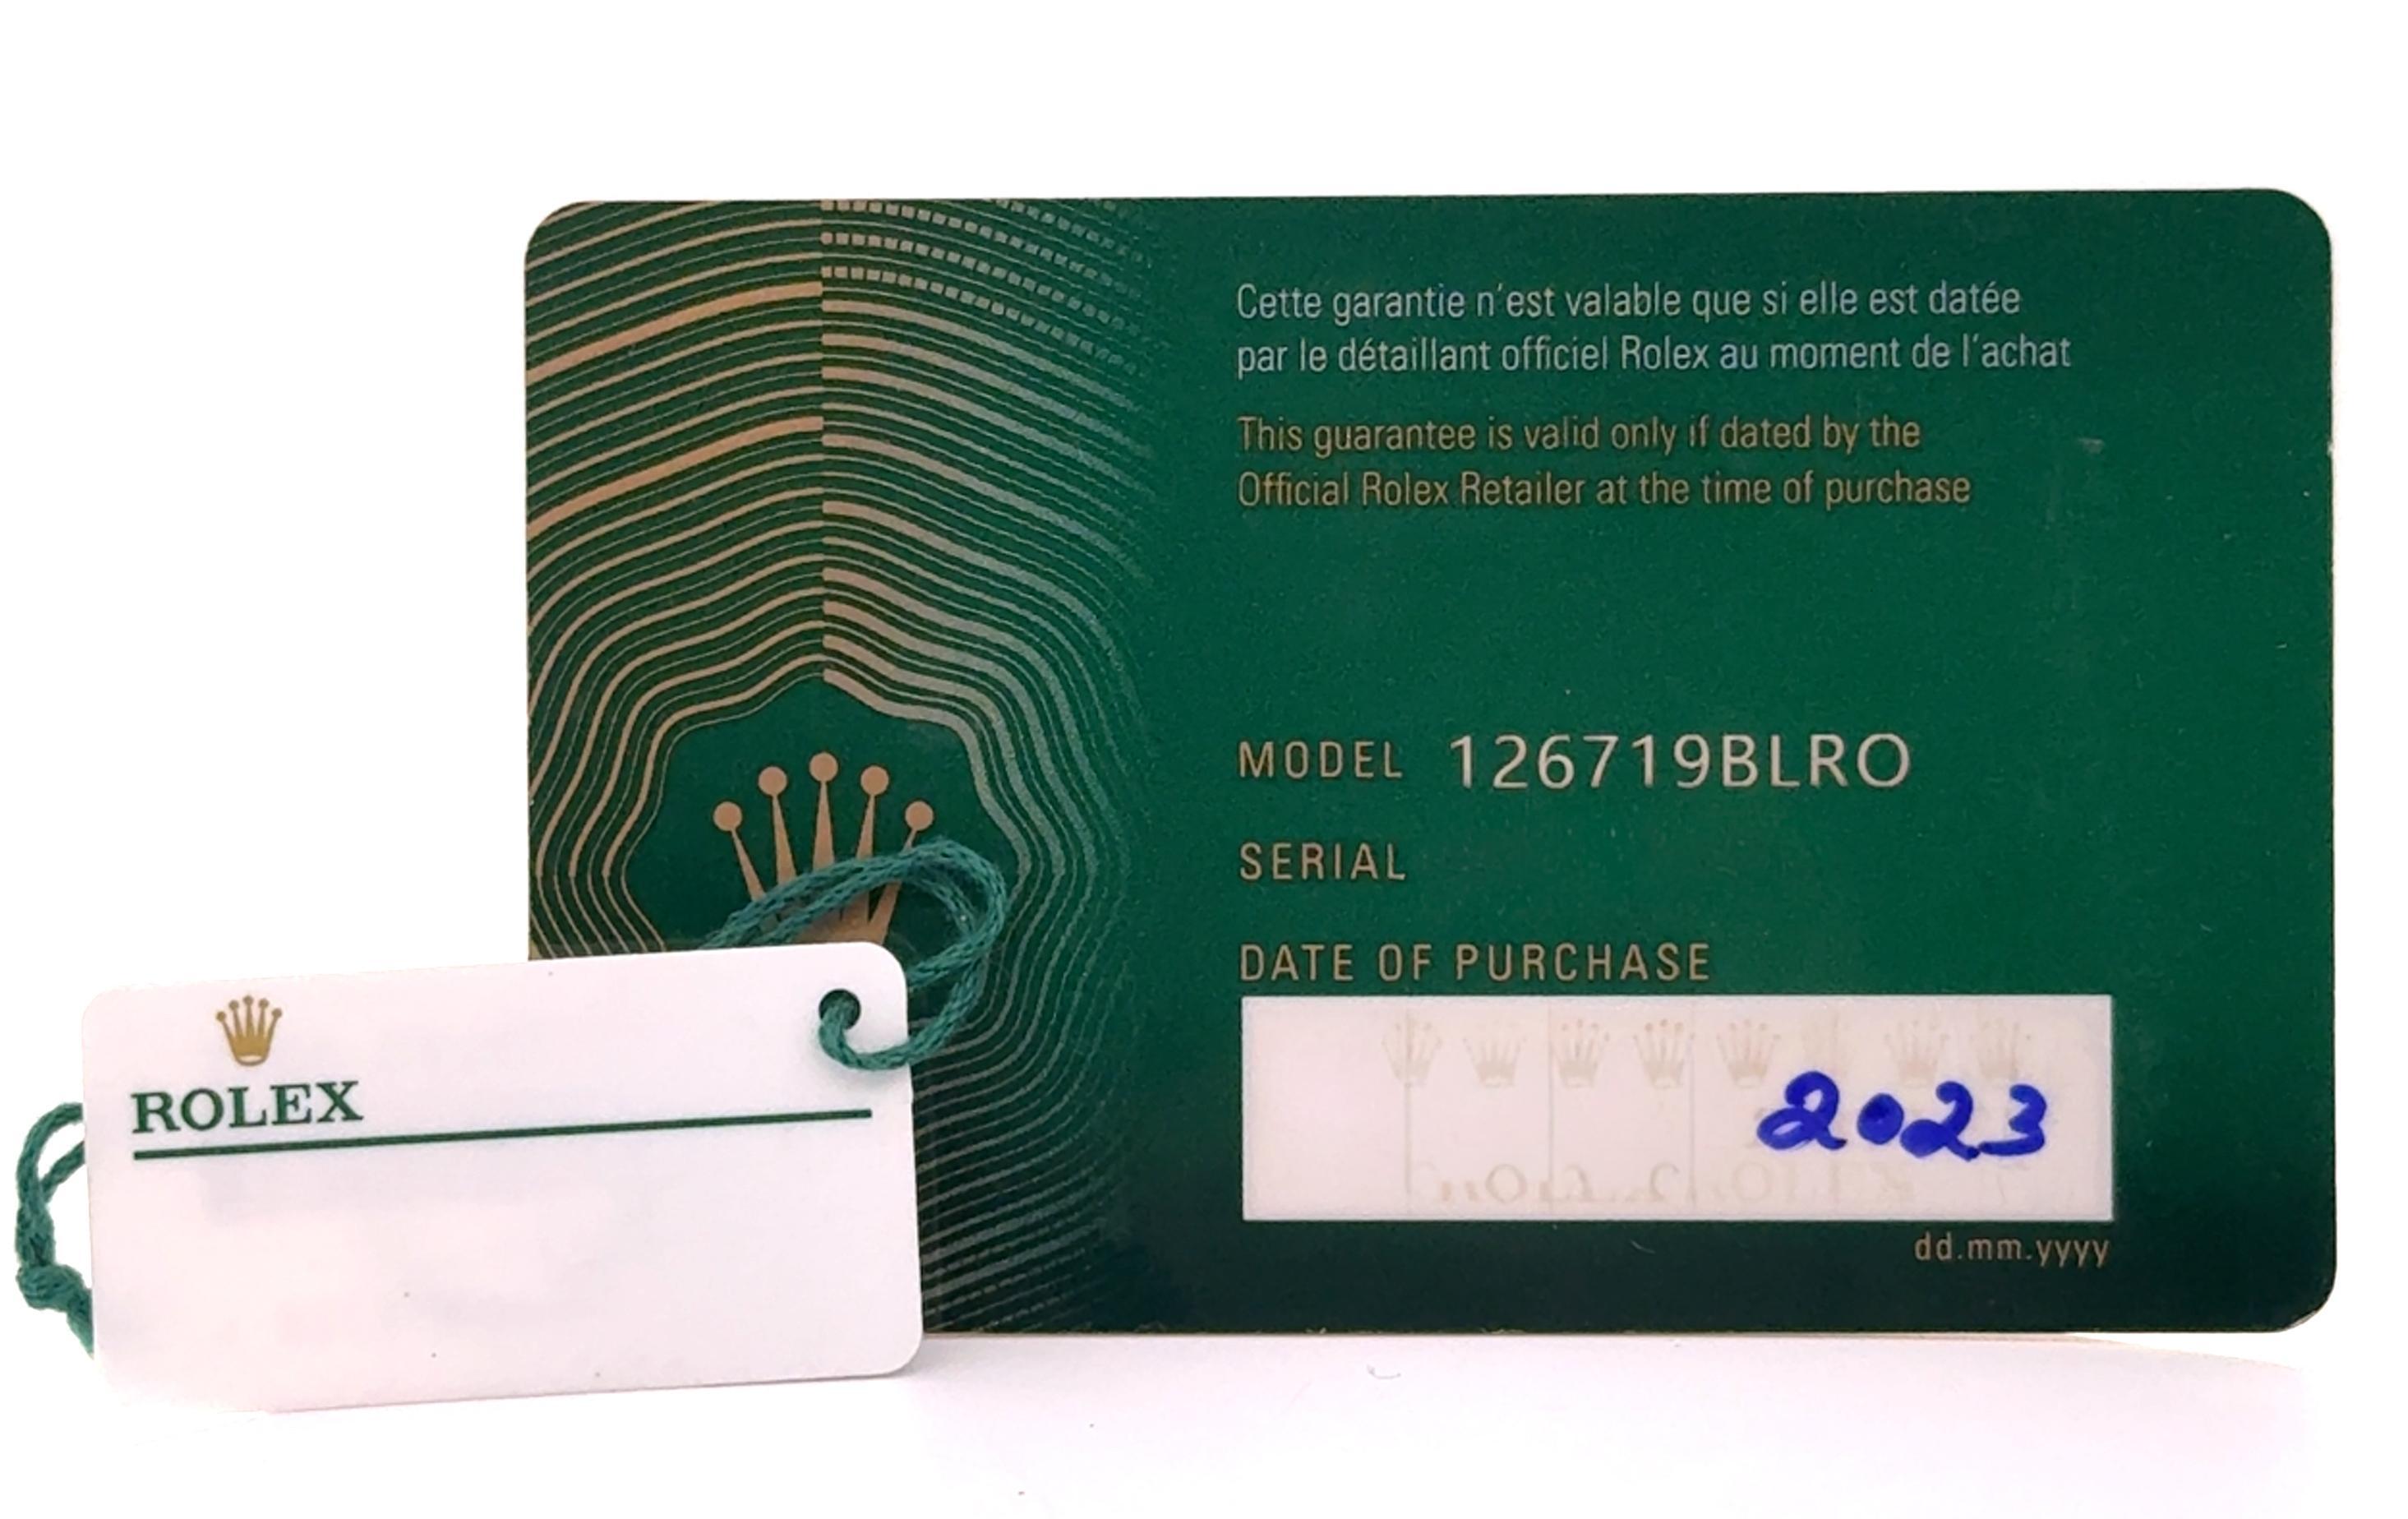 Cette garantie n'est valable que si elle est datée
par le détaillant officiel Rolex au moment de l'achat
This guarantee is valid only if dated by the
Official Rolex Retailer at the time of purchase
MODEL 126719BLRO
SERIAL
DATE OF PURCHASE
2023
dd.mm.yyyy
ROLEX